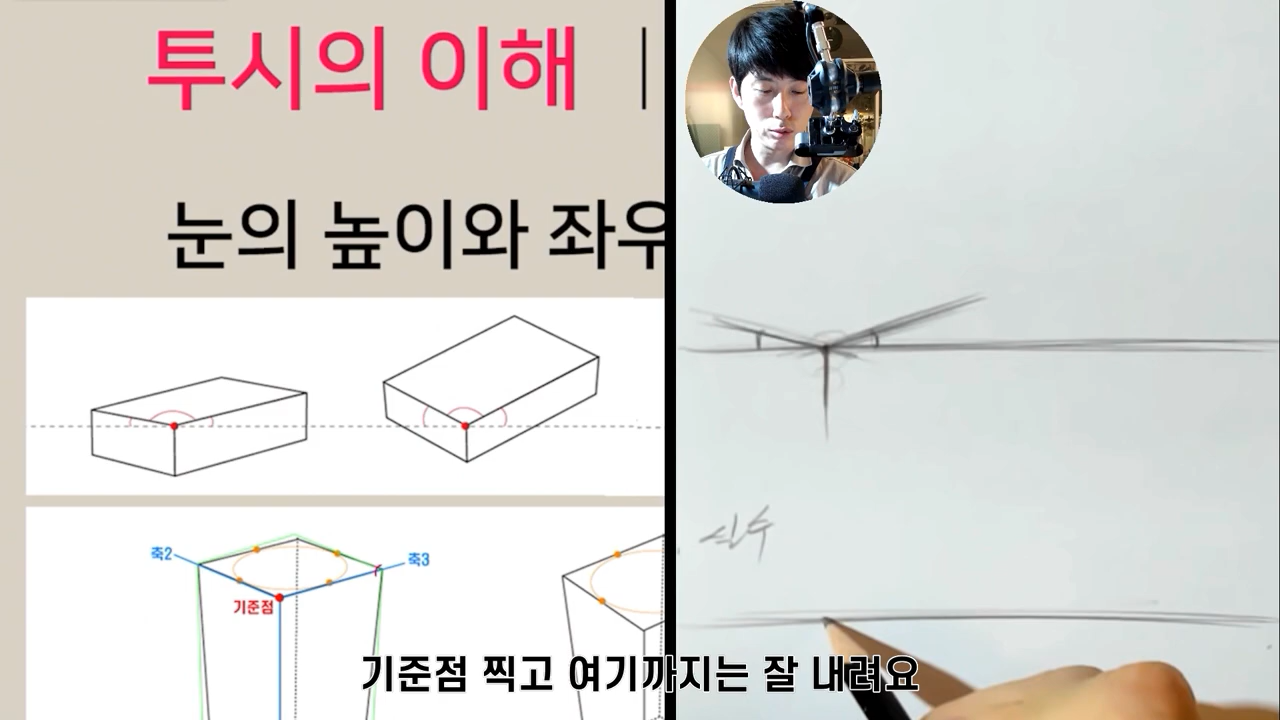 투시의 이해 |
눈의 높이와 좌우
축2
축3
기준점
실수
기준점 찍고 여기까지는 잘 내려요